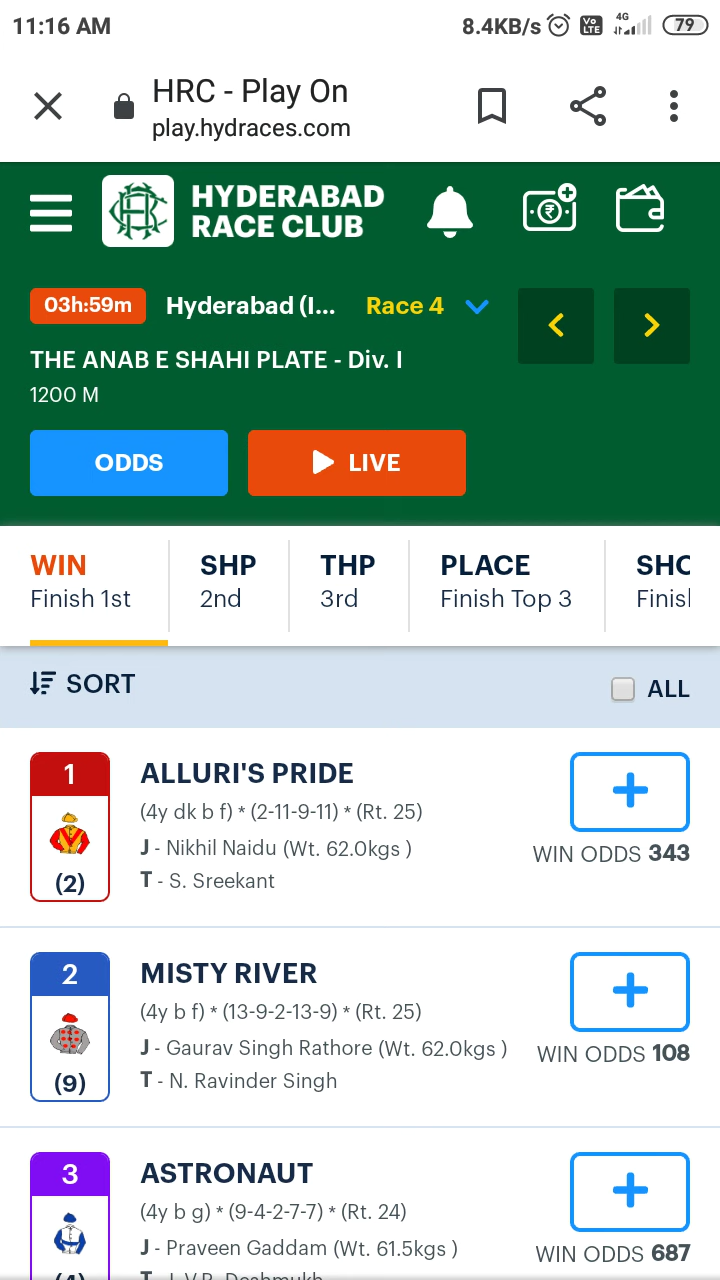 11:16 AM
8.4KB/s Vo LTE 4G 79
HRC - Play On
play.hydraces.com
HYDERABAD
RACE CLUB
03h:59m Hyderabad (I... Race 4
THE ANAB E SHAHI PLATE - Div. I
1200 M
ODDS LIVE
WIN SHP THP PLACE SHO
Finish 1st 2nd 3rd Finish Top 3 Finish
SORT ALL
1 ALLURI'S PRIDE
(4y dk b f) * (2-11-9-11) * (Rt. 25)
J - Nikhil Naidu (Wt. 62.0kgs )
WIN ODDS 343
(2) T - S. Sreekant
2 MISTY RIVER
(4y b f) * (13-9-2-13-9) * (Rt. 25)
J - Gaurav Singh Rathore (Wt. 62.0kgs )
WIN ODDS 108
(9) T - N. Ravinder Singh
3 ASTRONAUT
(4y b g) * (9-4-2-7-7) * (Rt. 24)
J - Praveen Gaddam (Wt. 61.5kgs )
WIN ODDS 687